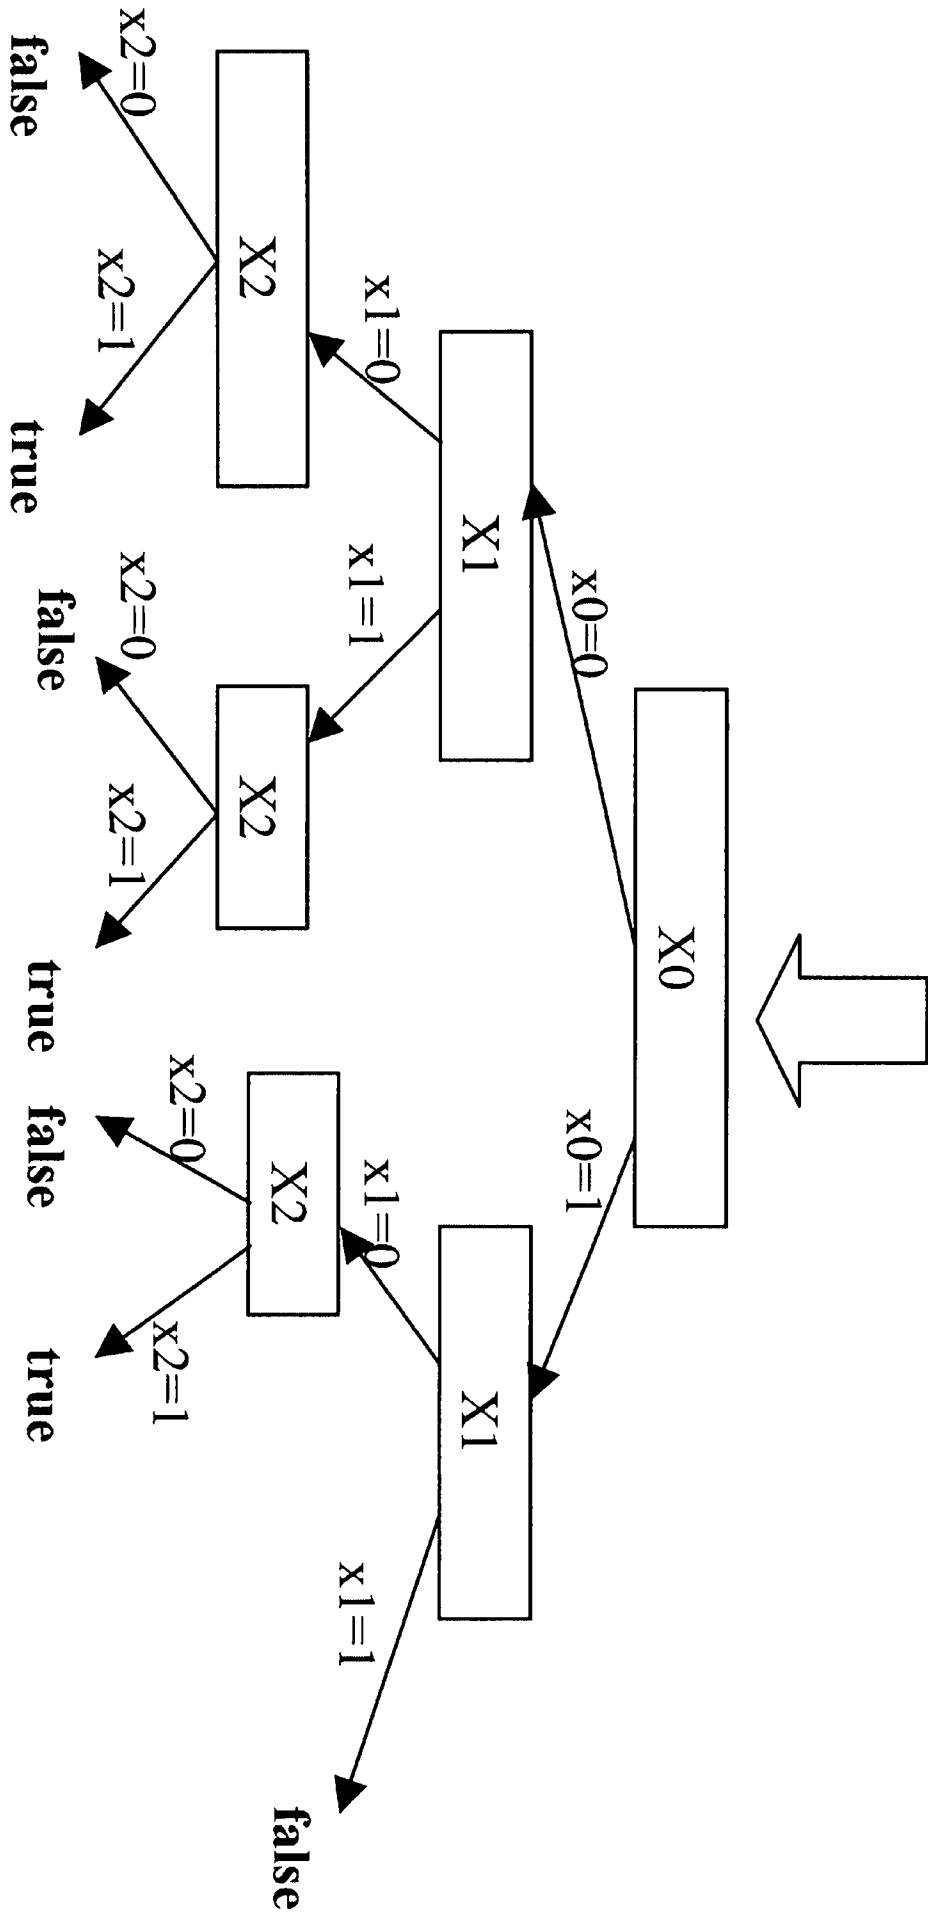 X0
x0=0
x0=1
X1
X1
x1=0
x1=1
x1=0
x1=1
X2
X2
X2
false
x2=0
x2=1
x2=0
x2=1
x2=0
x2=1
false
true
false
true
false
true